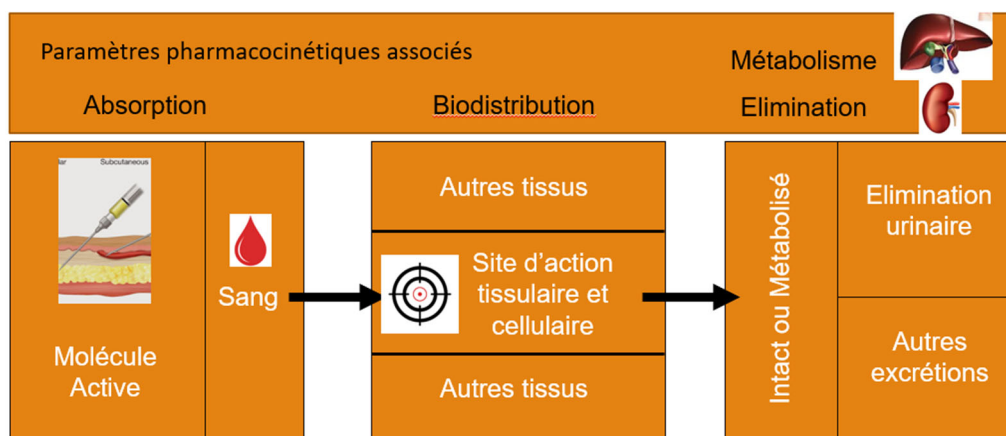 Paramètres pharmacocinétiques associés
Métabolisme
Absorption
Biodistribution
Elimination
Subcutaneous
Molécule
Active
Sang
Autres tissus
Site d'action
tissulaire et
cellulaire
Autres tissus
Intact ou Métabolisé
Elimination
urinaire
Autres
excrétions